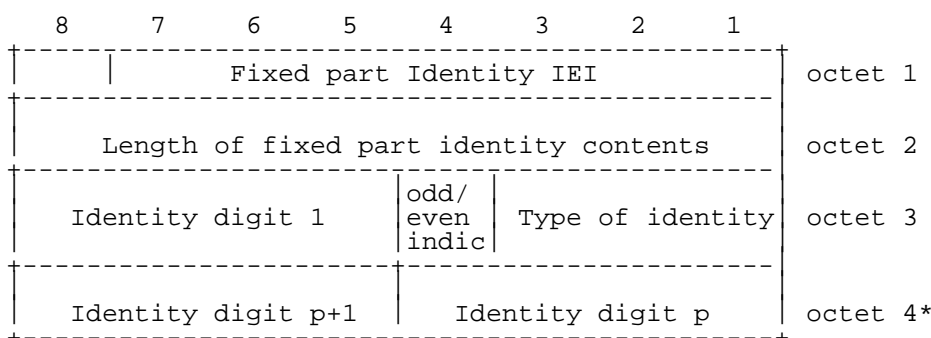 8 7 6 5 4 3 2 1
Fixed part Identity IEI octet 1
Length of fixed part identity contents octet 2
odd/
Identity digit 1 even Type of identity octet 3
indic
Identity digit p+1 Identity digit p octet 4*